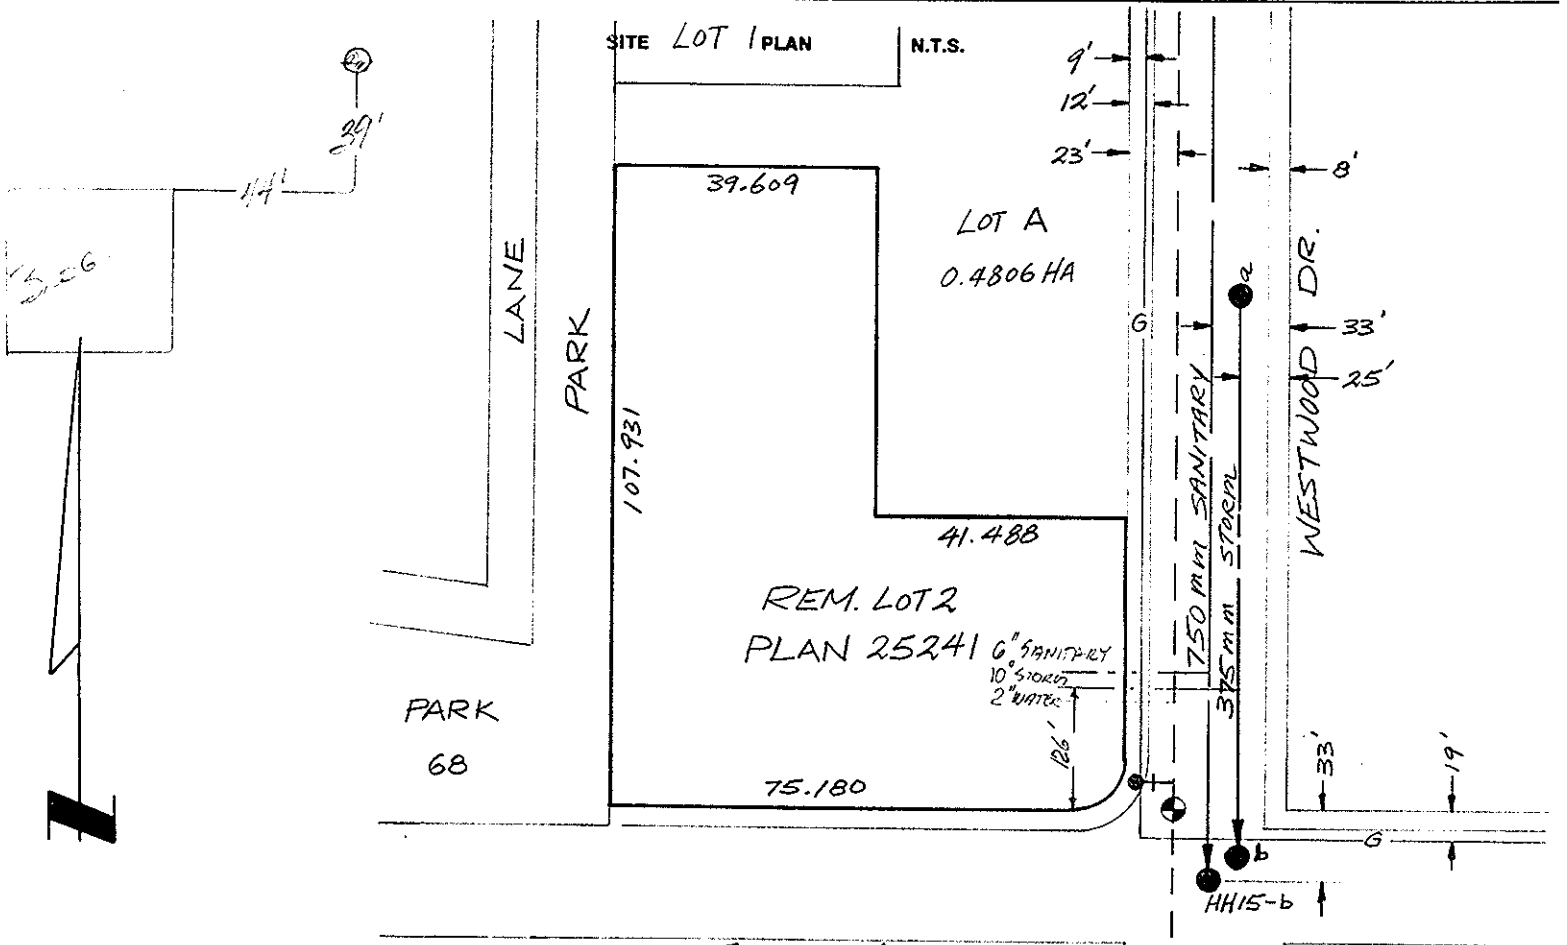 SITE LOT 1 PLAN N.T.S.
9'
12'
39'
23'
8'
44'
39.609
LOT A
0.4806 HA
LANE
PARK
a
WESTWOOD DR.
G
33'
25'
107.931
750 mm SANITARY
375 mm STORM
41.488
REM. LOT 2
PLAN 25241
6" SANITARY
10" STORM
2" WATER
126'
PARK
68
75.180
33'
19'
G
b
HH15-b